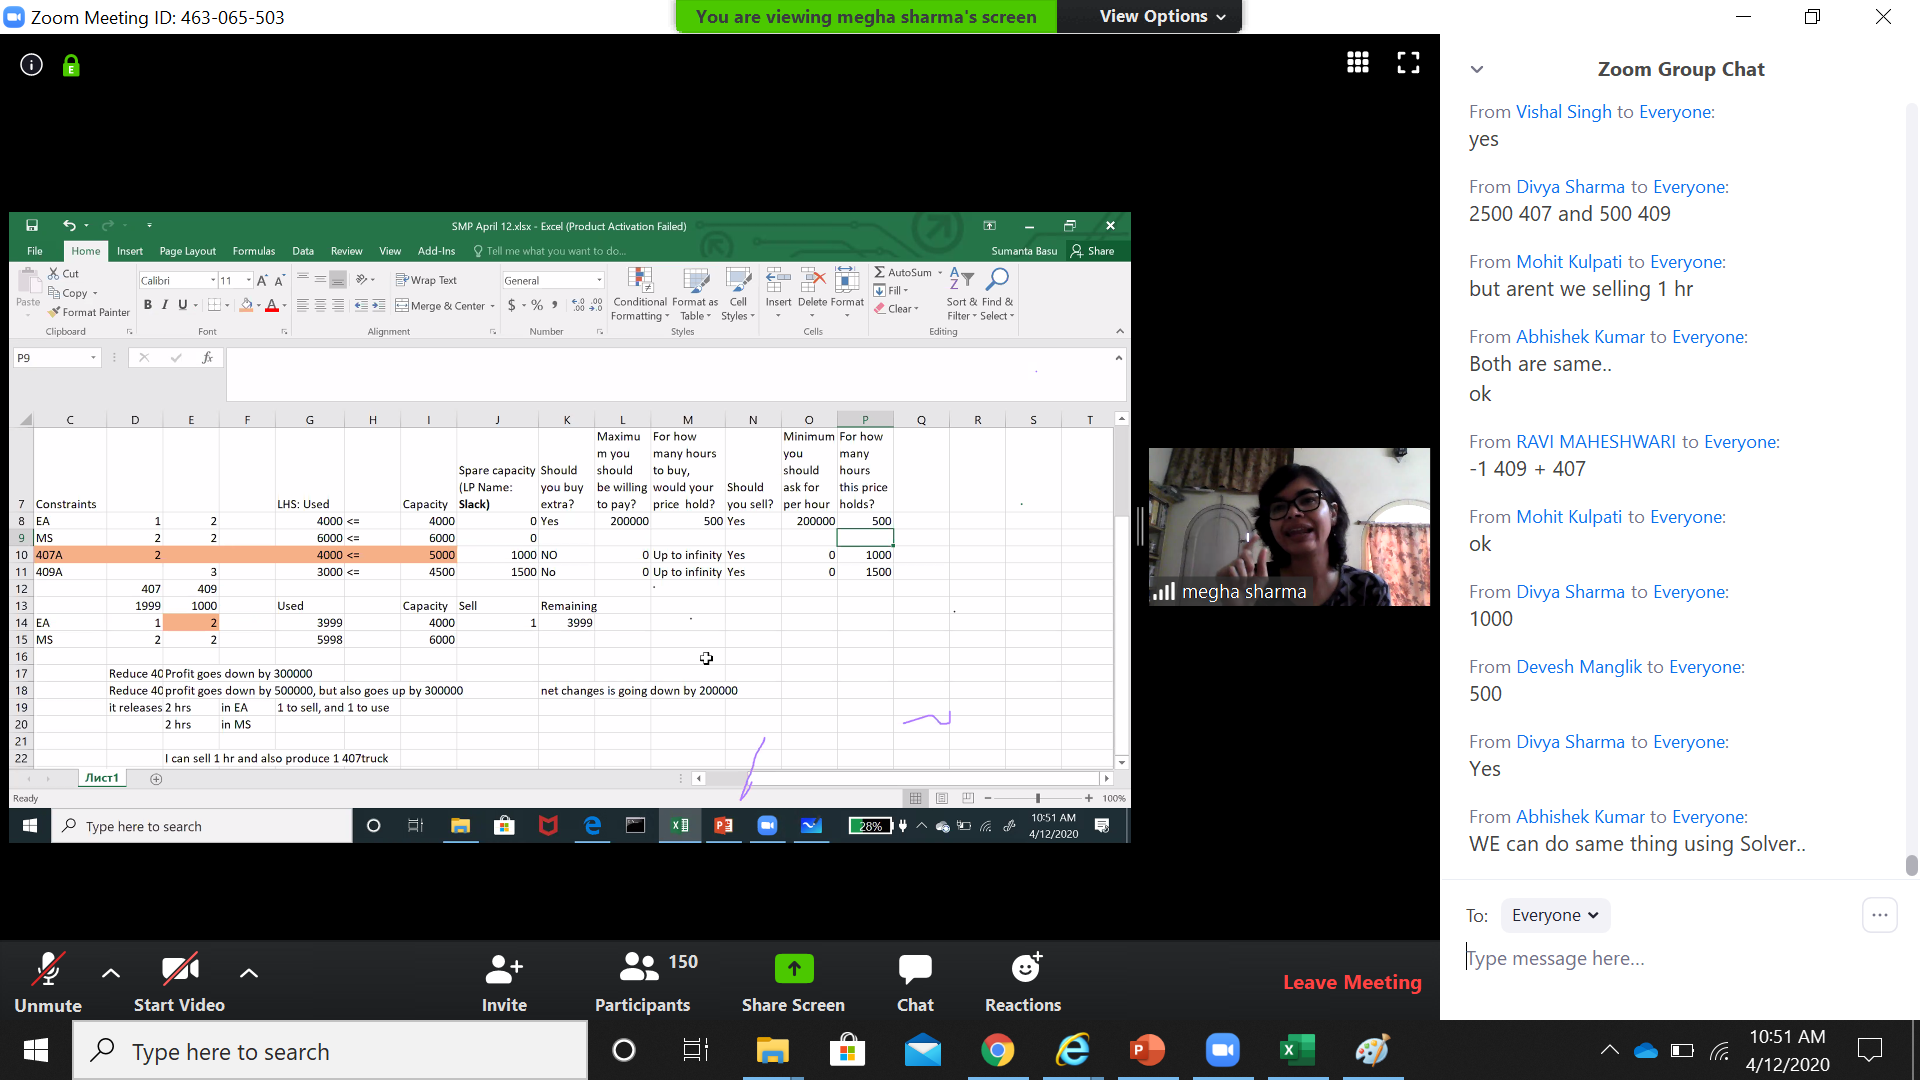 Zoom Meeting ID: 463-065-503
You are viewing megha sharma's screen
View Options
SMP April 12.xlsx - Excel (Product Activation Failed)
File Home Insert Page Layout Formulas Data Review View Add-Ins Tell me what you want to do...
Sumanta Basu Share
Paste
Cut
Copy
Format Painter
Clipboard
Calibri 11
B I U
Font
Wrap Text
Merge & Center
Alignment
General
$ % ,
Number
Conditional Formatting
Format as Table
Cell Styles
Styles
Insert Delete Format
Cells
AutoSum
Fill
Clear
Sort & Filter
Find & Select
Editing
P9
fx
C D E F G H I J K L M N O P Q R S T
7 Constraints LHS: Used Capacity Spare capacity (LP Name: Slack) Should you buy extra? Maximum you should be willing to pay? For how many hours to buy, would your price hold? Should you sell? Minimum you should ask for per hour For how many hours this price holds?
8 EA 1 2 4000 <= 4000 0 Yes 200000 500 Yes 200000 500
9 MS 2 2 6000 <= 6000 0
10 407A 2 4000 <= 5000 1000 NO 0 Up to infinity Yes 0 1000
11 409A 3 3000 <= 4500 1500 No 0 Up to infinity Yes 0 1500
12 407 409
13 1999 1000 Used Capacity Sell Remaining
14 EA 1 2 3999 4000 1 3999
15 MS 2 2 5998 6000
16
17 Reduce 40 Profit goes down by 300000
18 Reduce 40 profit goes down by 500000, but also goes up by 300000 net changes is going down by 200000
19 it releases 2 hrs in EA 1 to sell, and 1 to use
20 2 hrs in MS
21
22 I can sell 1 hr and also produce 1 407truck
Лист1
Ready
100%
Type here to search
28%
10:51 AM
4/12/2020
megha sharma
Zoom Group Chat
From Vishal Singh to Everyone:
yes
From Divya Sharma to Everyone:
2500 407 and 500 409
From Mohit Kulpati to Everyone:
but arent we selling 1 hr
From Abhishek Kumar to Everyone:
Both are same..
ok
From RAVI MAHESHWARI to Everyone:
-1 409 + 407
From Mohit Kulpati to Everyone:
ok
From Divya Sharma to Everyone:
1000
From Devesh Manglik to Everyone:
500
From Divya Sharma to Everyone:
Yes
From Abhishek Kumar to Everyone:
WE can do same thing using Solver..
To: Everyone
Type message here...
Unmute
Start Video
Invite
Participants 150
Share Screen
Chat
Reactions
Leave Meeting
Type here to search
10:51 AM
4/12/2020